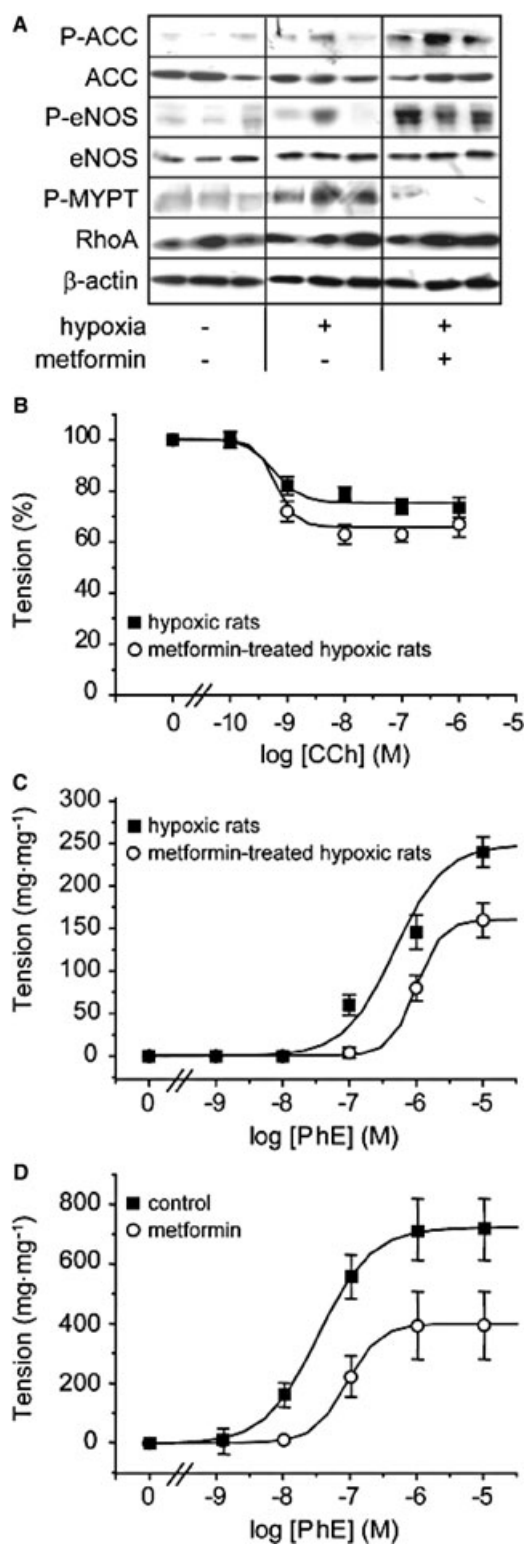 A
P-ACC
ACC
P-eNOS
eNOS
P-MYPT
RhoA
β-actin
hypoxia - + +
metformin - - +
B
Tension (%)
100
80
60
40
20
0
■ hypoxic rats
○ metformin-treated hypoxic rats
0 -10 -9 -8 -7 -6 -5
log [CCh] (M)
C
Tension (mg·mg⁻¹)
300
250
200
150
100
50
0
■ hypoxic rats
○ metformin-treated hypoxic rats
0 -9 -8 -7 -6 -5
log [PhE] (M)
D
Tension (mg·mg⁻¹)
800
600
400
200
0
■ control
○ metformin
0 -9 -8 -7 -6 -5
log [PhE] (M)